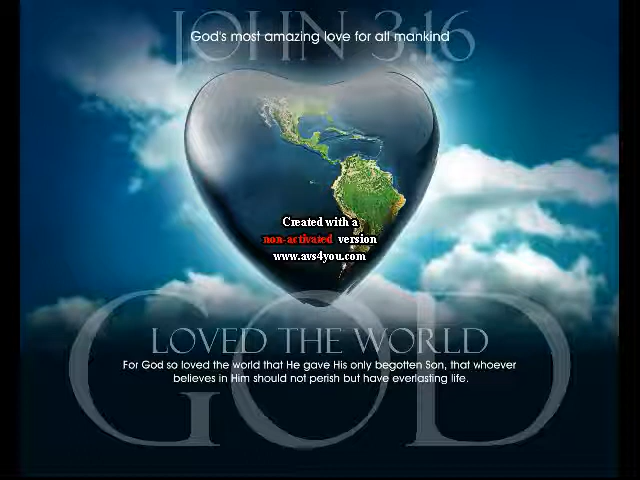 JOHN 3:16
God's most amazing love for all mankind
Created with a
non-activated version
www.avs4you.com
GOD
LOVED THE WORLD
For God so loved the world that He gave His only begotten Son, that whoever
believes in Him should not perish but have everlasting life.